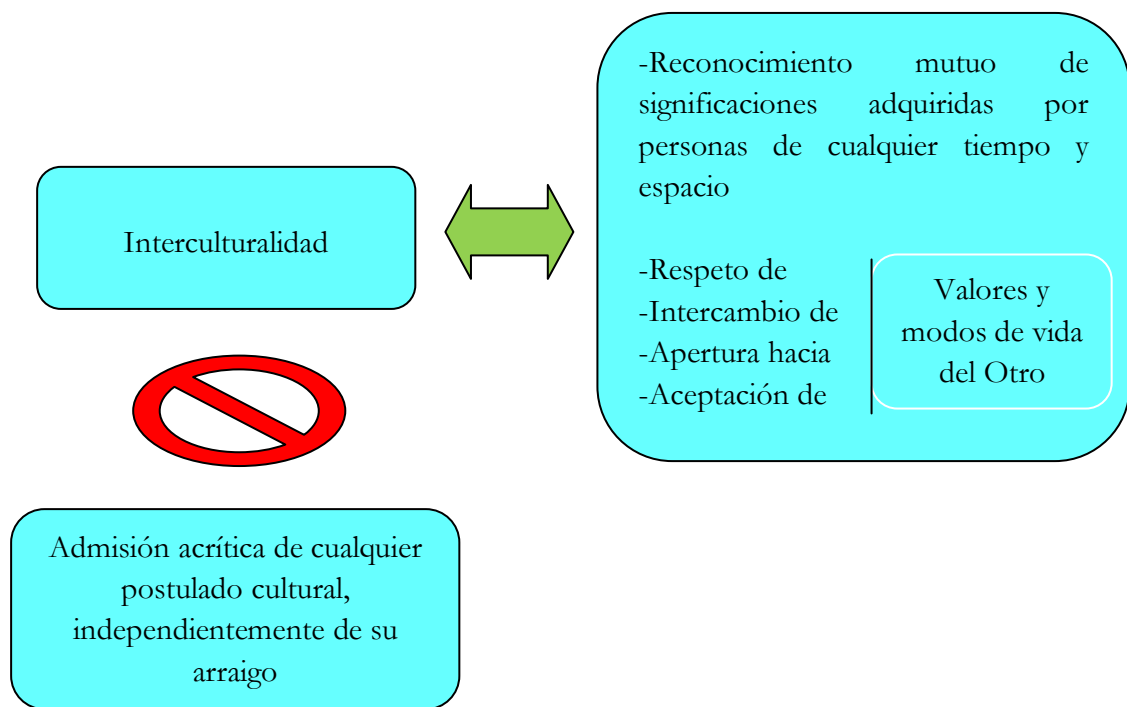 Interculturalidad
-Reconocimiento mutuo de
significaciones adquiridas por
personas de cualquier tiempo y
espacio
-Respeto de
-Intercambio de
-Apertura hacia
-Aceptación de
Valores y
modos de vida
del Otro
Admisión acrítica de cualquier
postulado cultural,
independientemente de su
arraigo